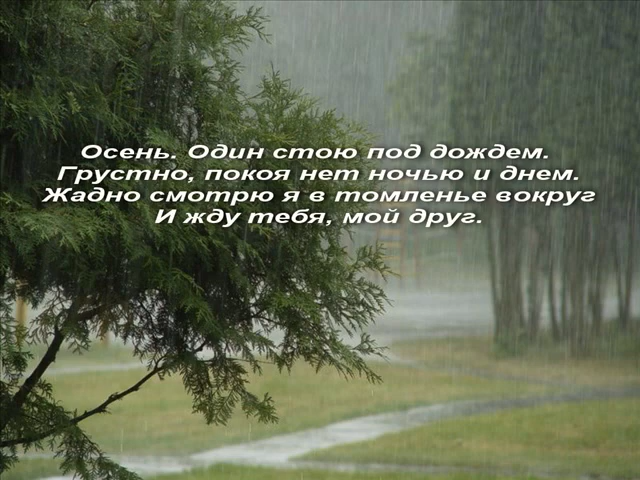 Осень. Один стою под дождем.
Грустно, покоя нет ночью и днем.
Жадно смотрю я в томленье вокруг
И жду тебя, мой друг.